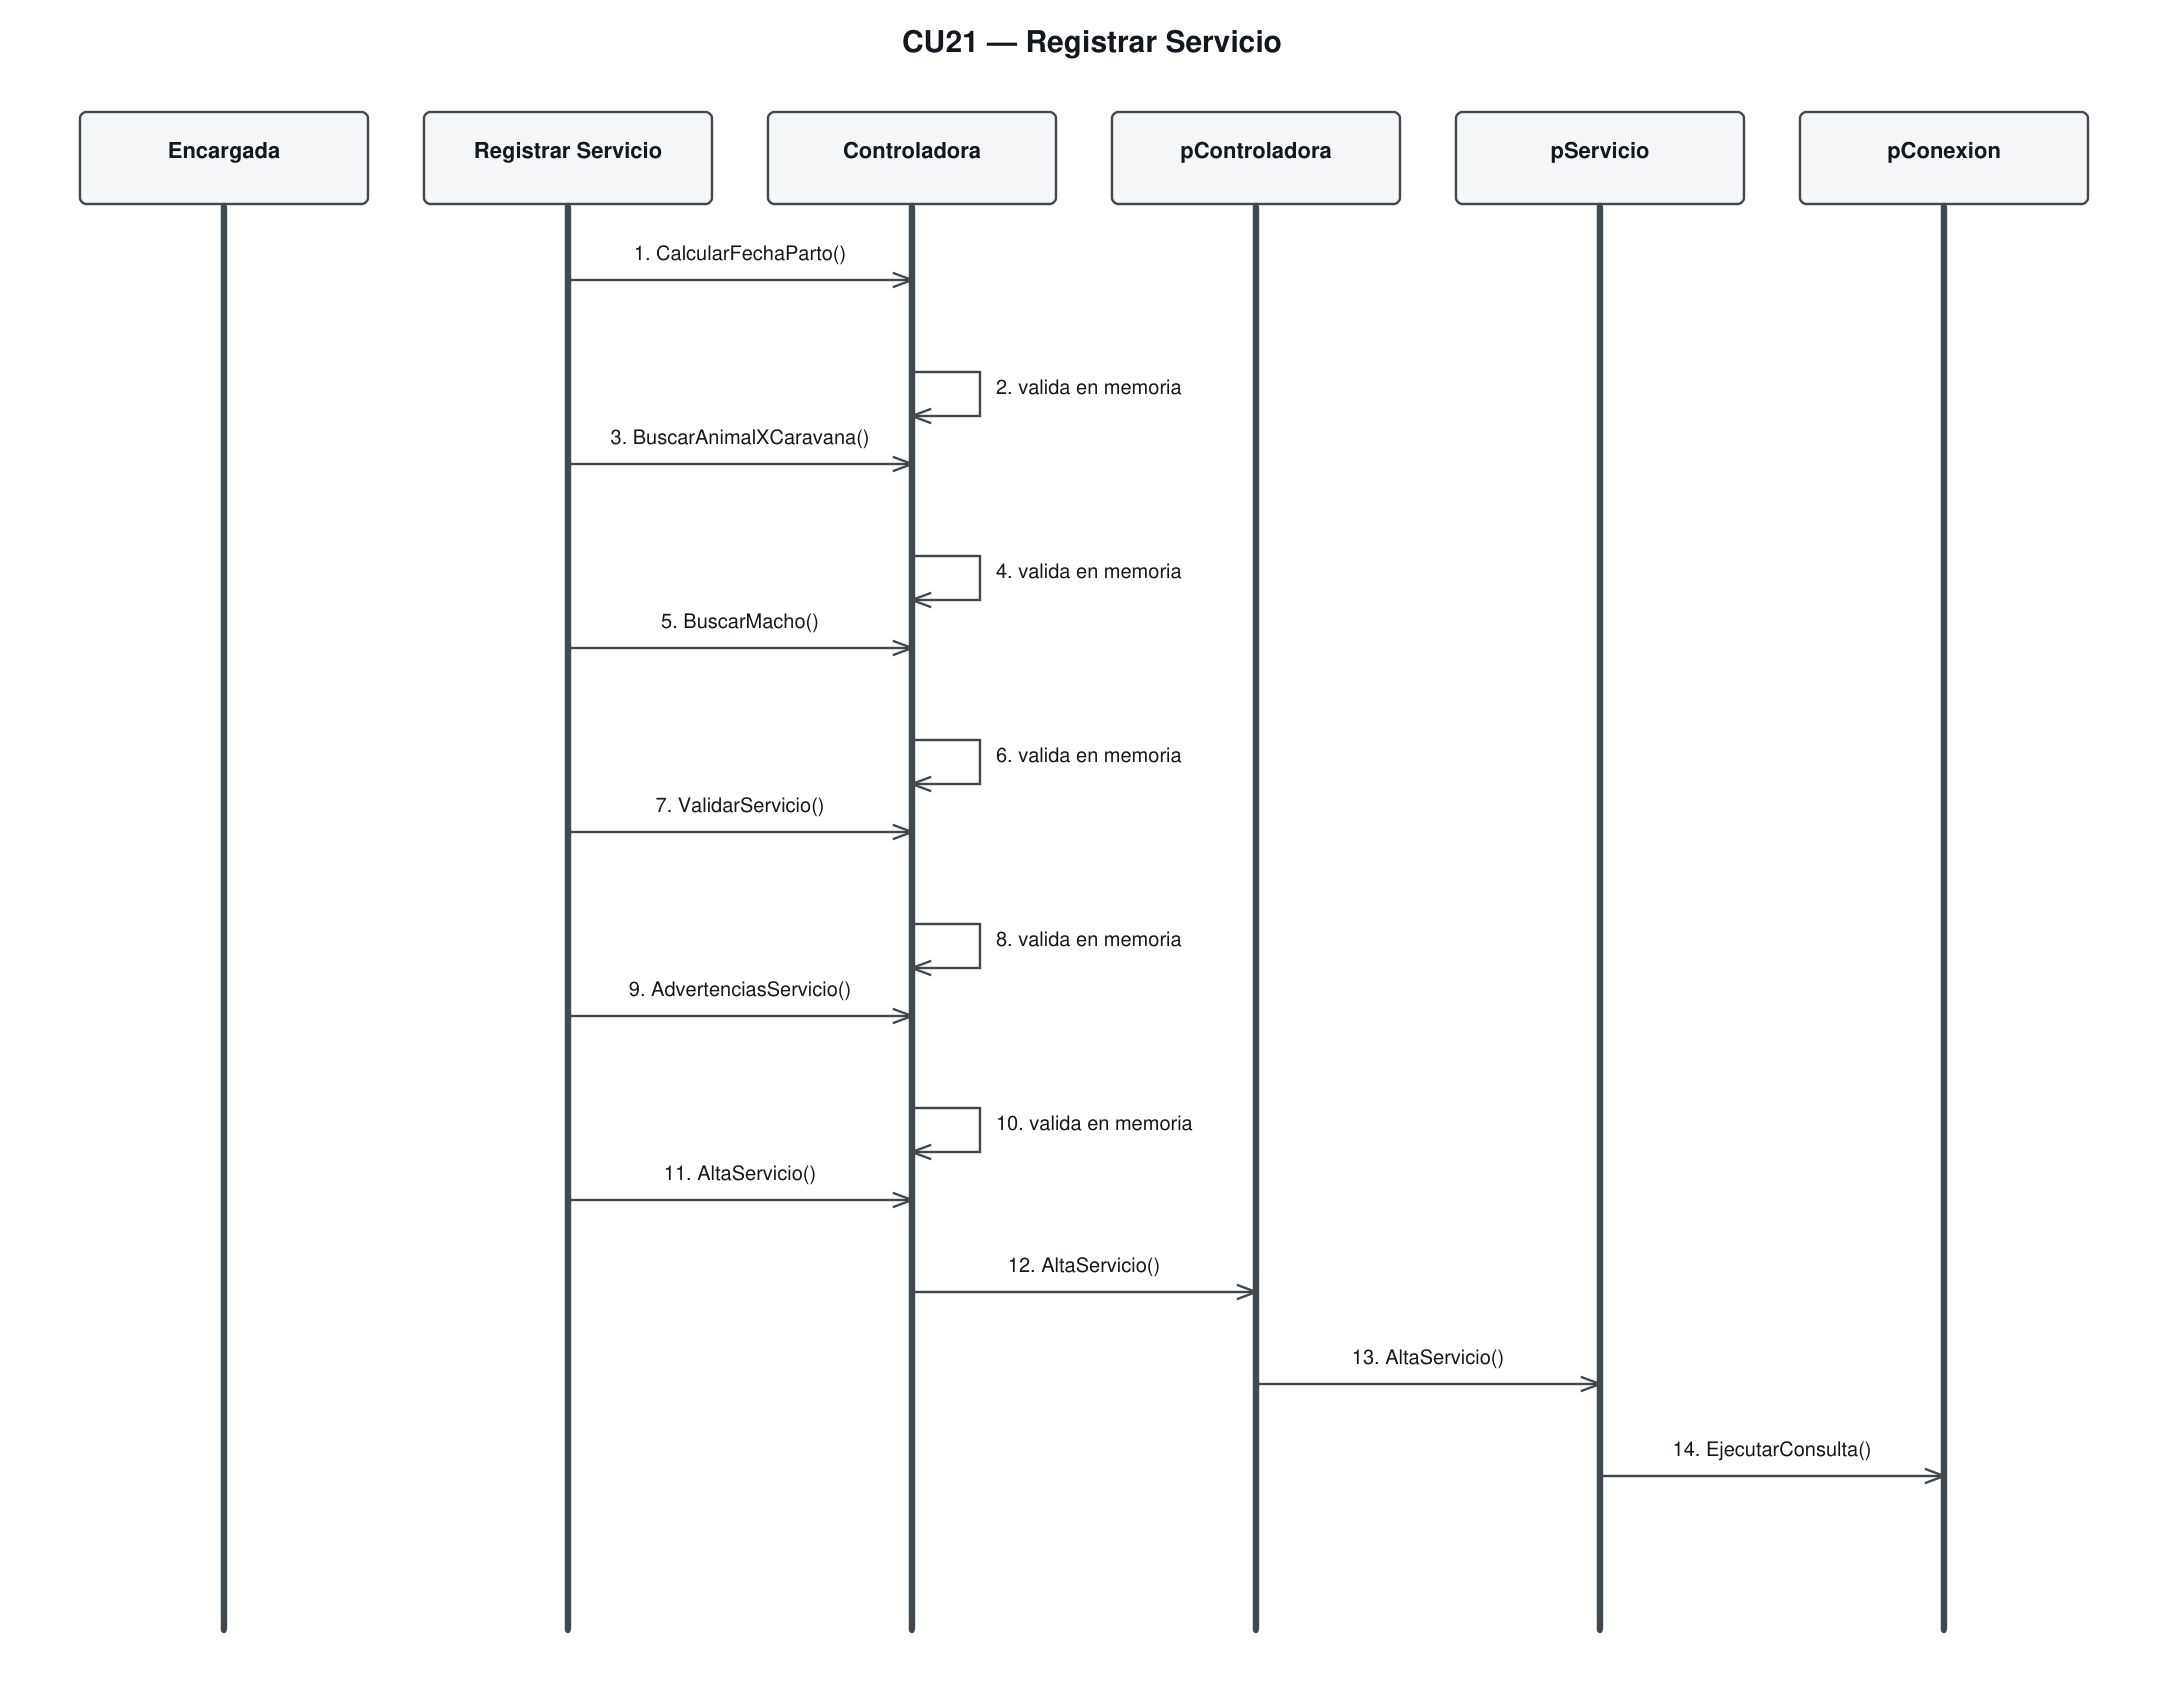 CU21 — Registrar Servicio
Encargada
Registrar Servicio
Controladora
pControladora
pServicio
pConexion
1. CalcularFechaParto()
2. valida en memoria
3. BuscarAnimalXCaravana()
4. valida en memoria
5. BuscarMacho()
6. valida en memoria
7. ValidarServicio()
8. valida en memoria
9. AdvertenciasServicio()
10. valida en memoria
11. AltaServicio()
12. AltaServicio()
13. AltaServicio()
14. EjecutarConsulta()